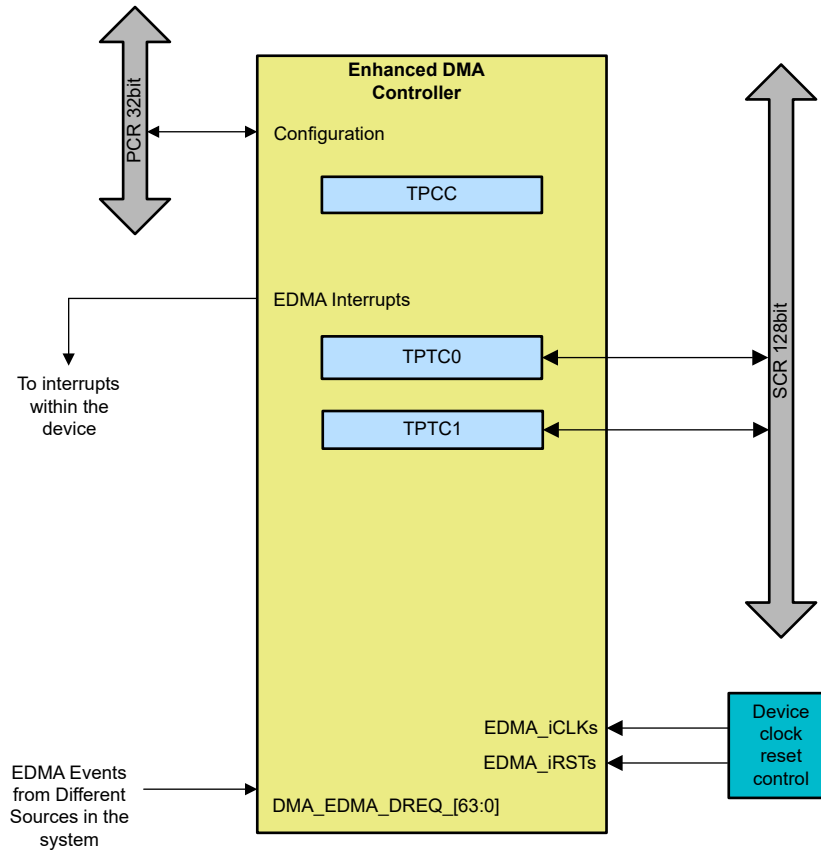 Enhanced DMA
Controller
PCR 32bit
Configuration
TPCC
EDMA Interrupts
TPTC0
To interrupts
within the
device
TPTC1
SCR 128bit
EDMA_iCLKs
EDMA_iRSTs
Device
clock
reset
control
EDMA Events
from Different
Sources in the
system
DMA_EDMA_DREQ_[63:0]